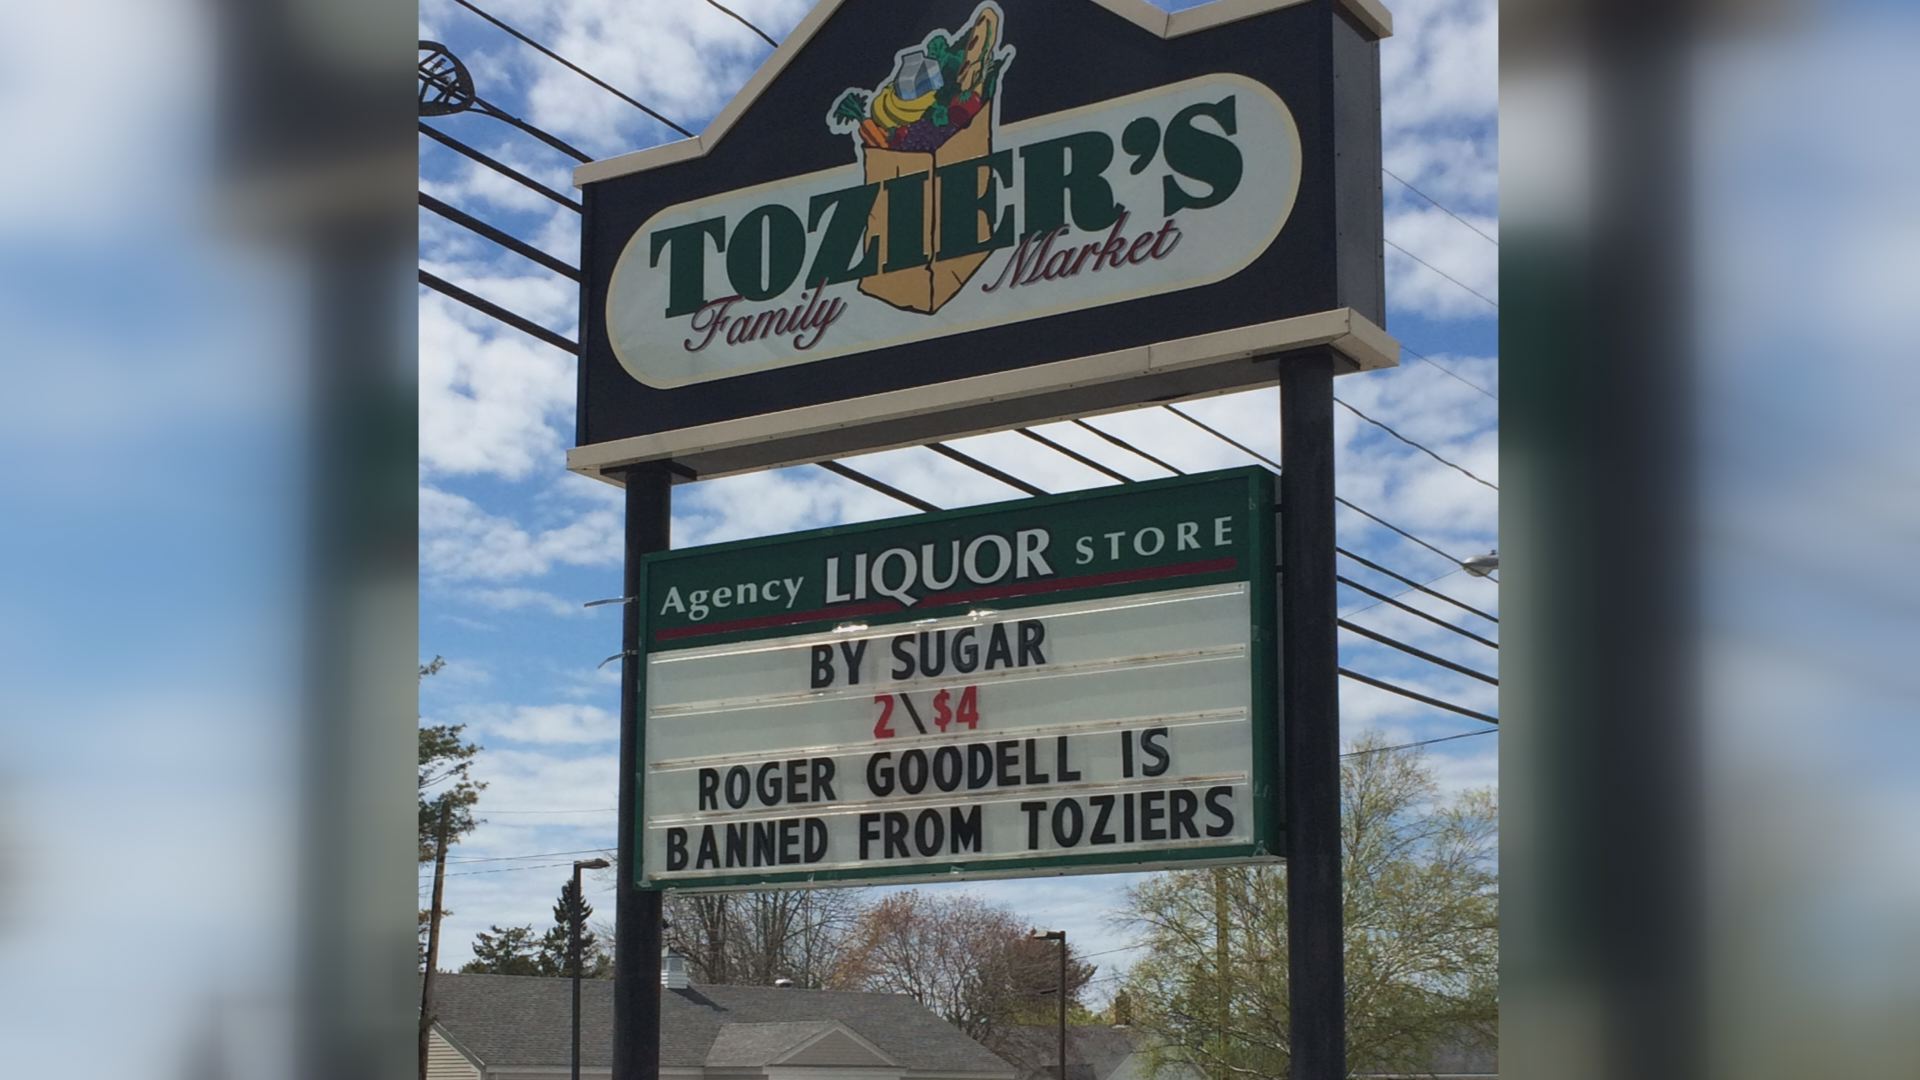 TOZIER'S
Family Market
Agency LIQUOR STORE
BY SUGAR
2\$4
ROGER GOODELL IS
BANNED FROM TOZIERS